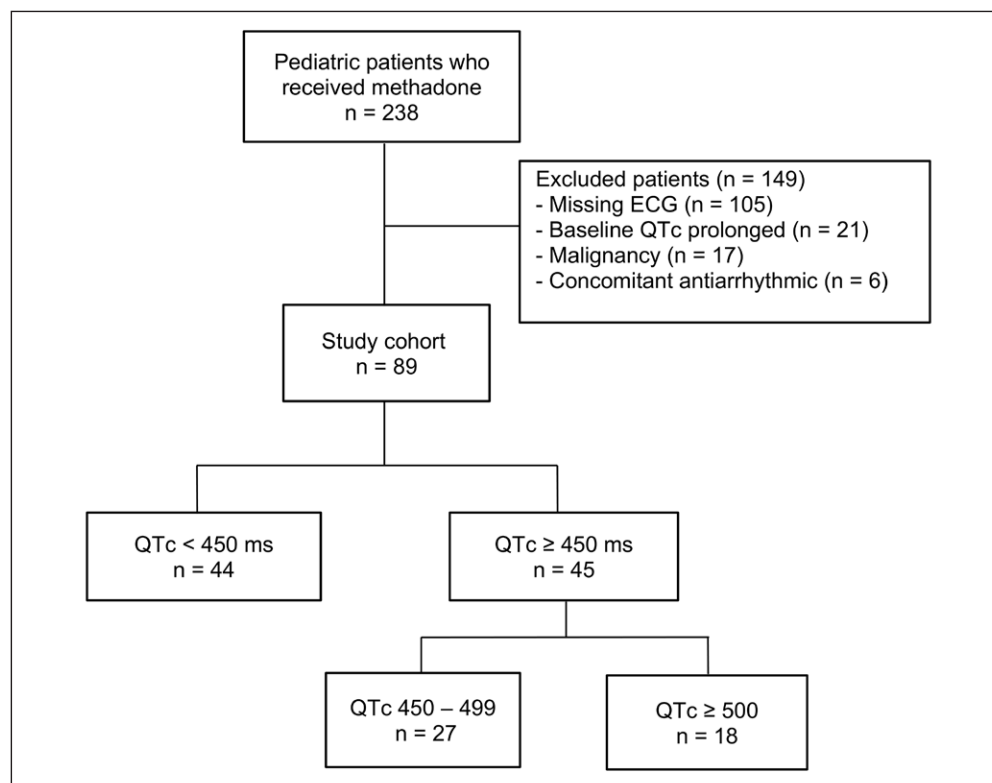 Pediatric patients who
received methadone
n = 238
Excluded patients (n = 149)
- Missing ECG (n = 105)
- Baseline QTc prolonged (n = 21)
- Malignancy (n = 17)
- Concomitant antiarrhythmic (n = 6)
Study cohort
n = 89
QTc < 450 ms
n = 44
QTc ≥ 450 ms
n = 45
QTc 450 – 499
n = 27
QTc ≥ 500
n = 18